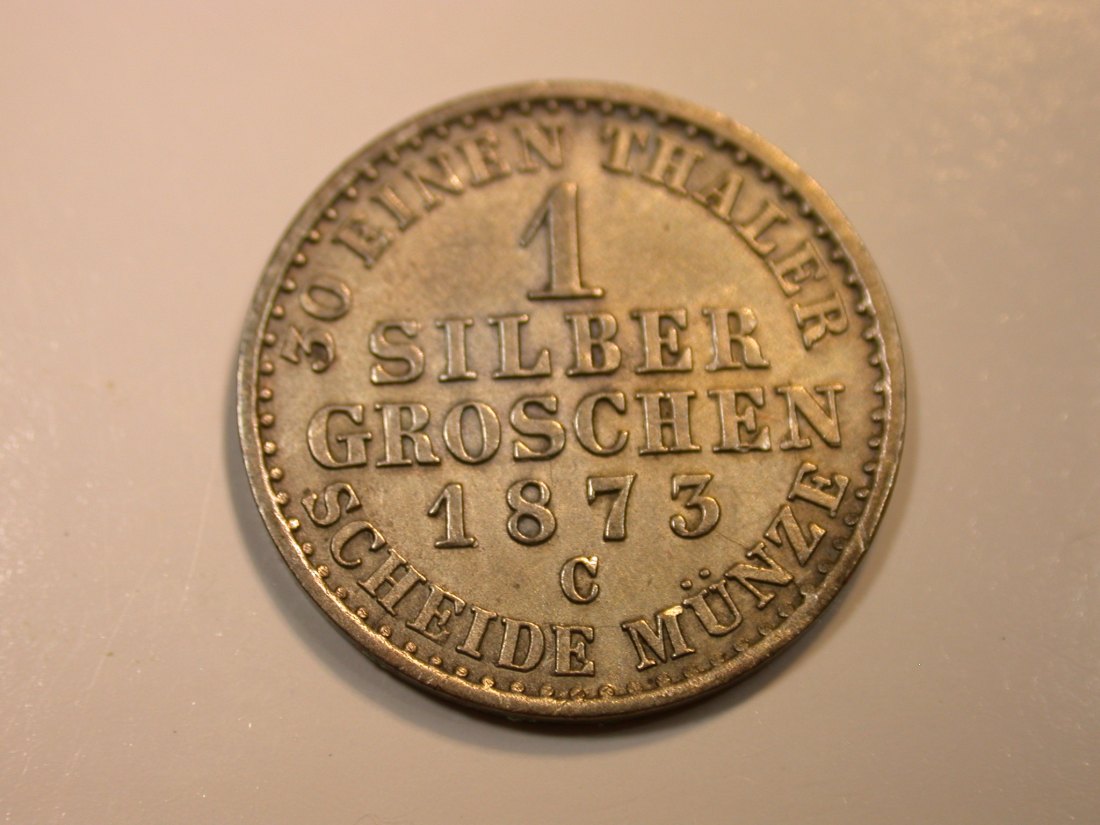 30 EINEN THALER
1
SILBER
GROSCHEN
1873
C
SCHEIDE MÜNZE